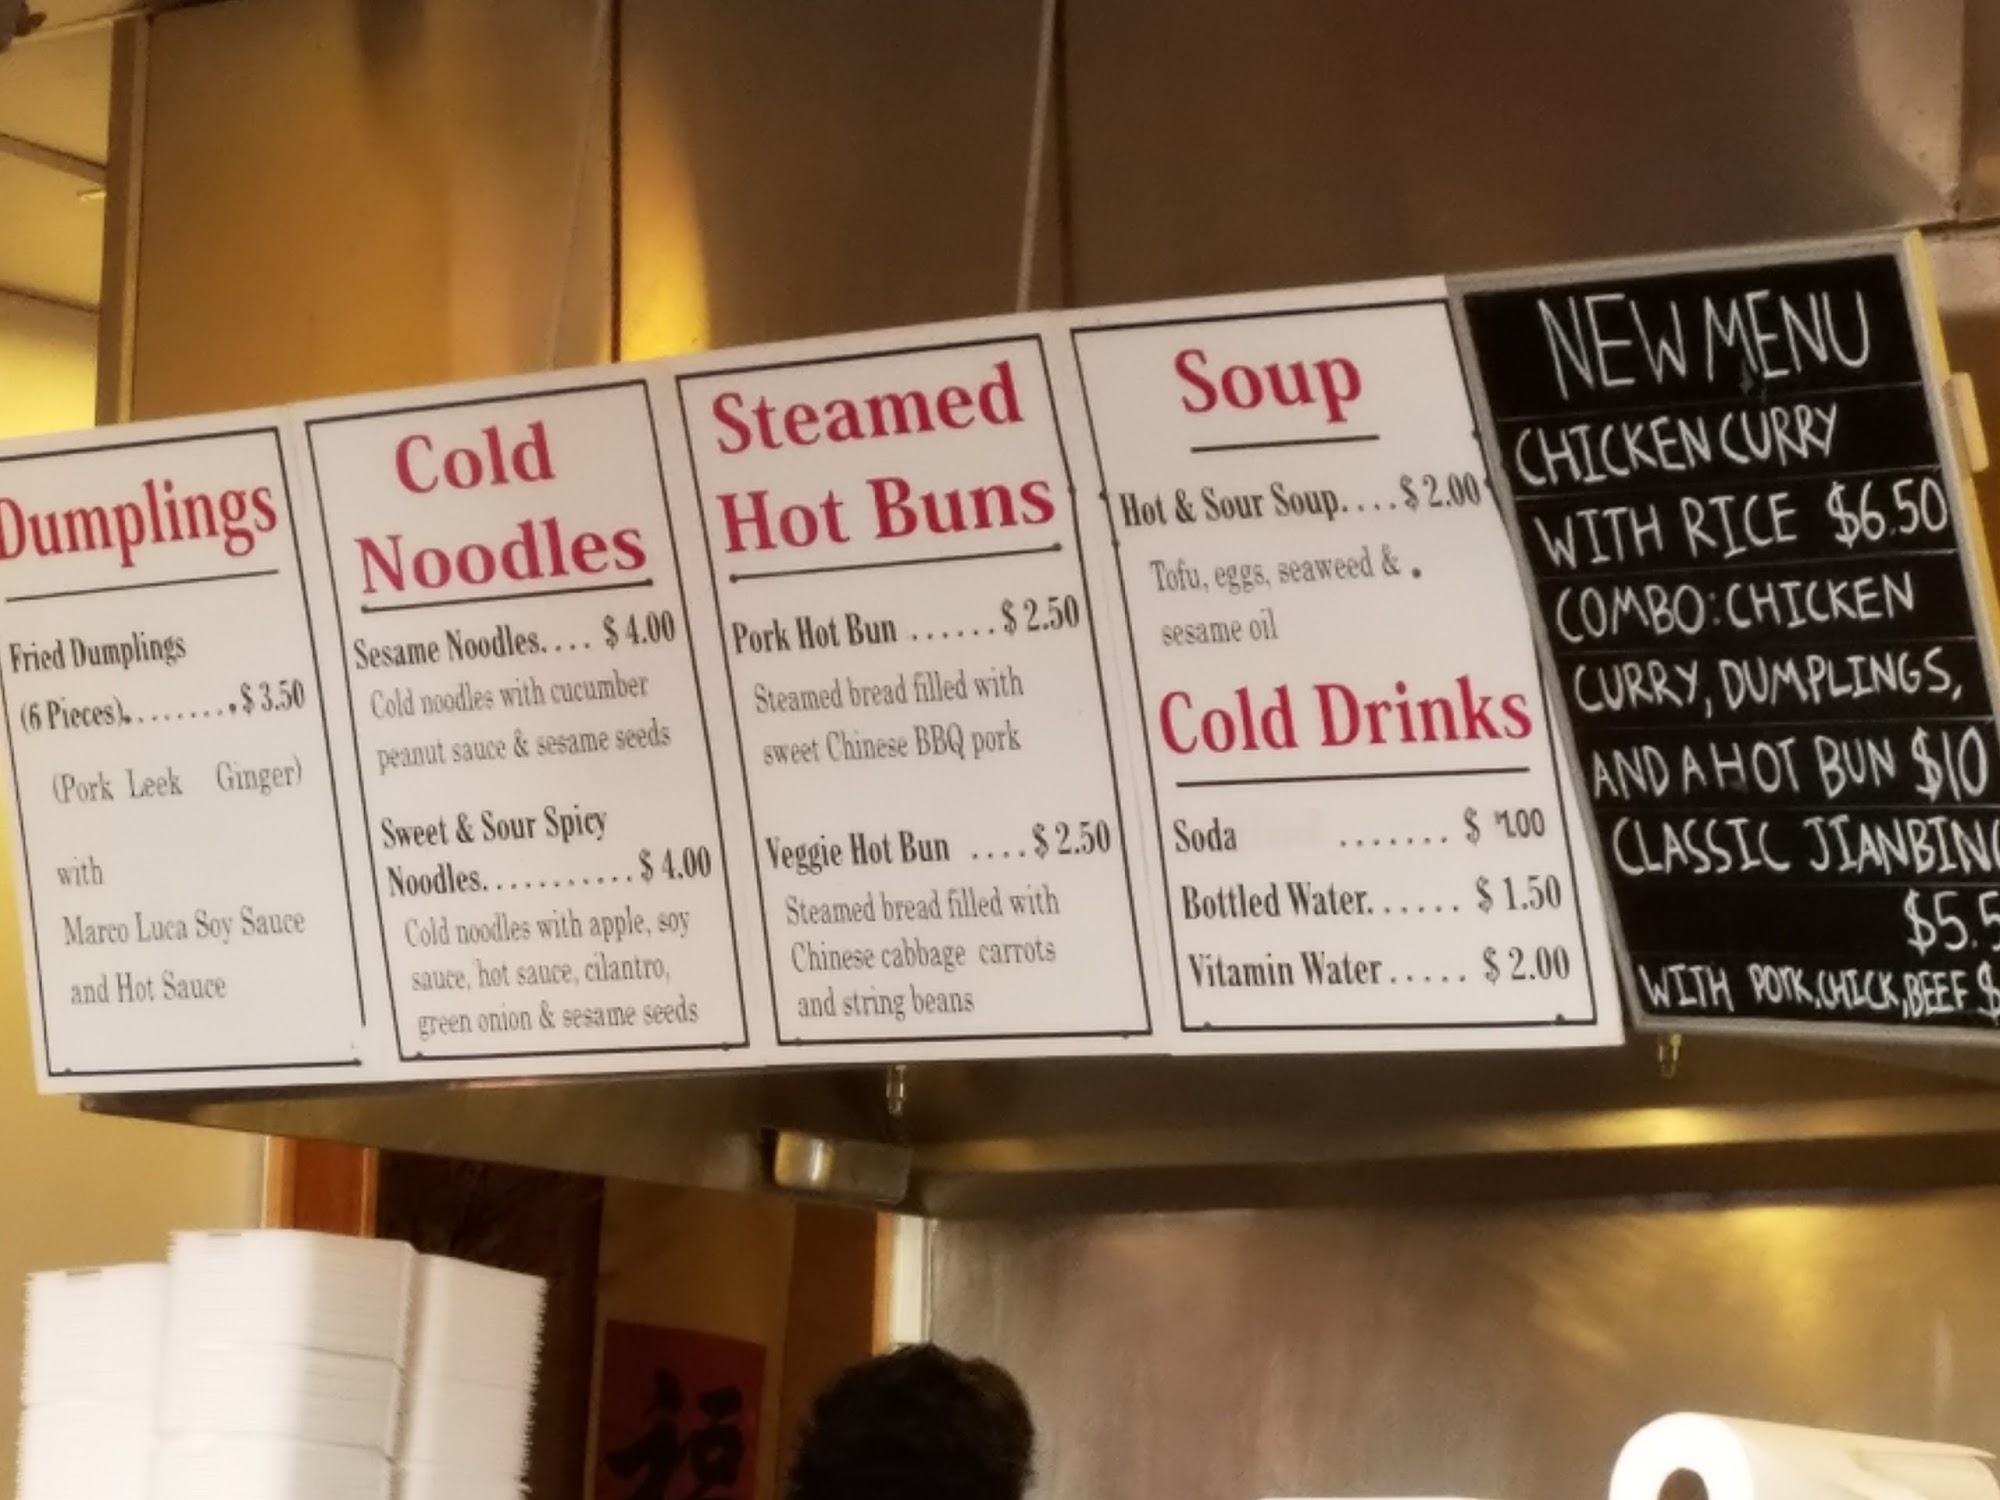 Dumplings
Fried Dumplings
(6 Pieces).........$ 3.50
(Pork Leek Ginger)
with
Marco Luca Soy Sauce
and Hot Sauce
Cold
Noodles
Sesame Noodles.... $ 4.00
Cold noodles with cucumber
peanut sauce & sesame seeds
Sweet & Sour Spicy
Noodles............$ 4.00
Cold noodles with apple, soy
sauce, hot sauce, cilantro,
green onion & sesame seeds
Steamed
Hot Buns
Pork Hot Bun .......$ 2.50
Steamed bread filled with
sweet Chinese BBQ pork
Veggie Hot Bun ....$ 2.50
Steamed bread filled with
Chinese cabbage carrots
and string beans
Soup
Hot & Sour Soup....$ 2.00
Tofu, eggs, seaweed & .
sesame oil
Cold Drinks
Soda ....... $ 1.00
Bottled Water....... $ 1.50
Vitamin Water..... $ 2.00
NEW MENU
CHICKEN CURRY
WITH RICE $6.50
COMBO: CHICKEN
CURRY, DUMPLINGS,
AND A HOT BUN $10
CLASSIC JIANBING
$5.5
WITH PORK, CHICK, BEEF $
福